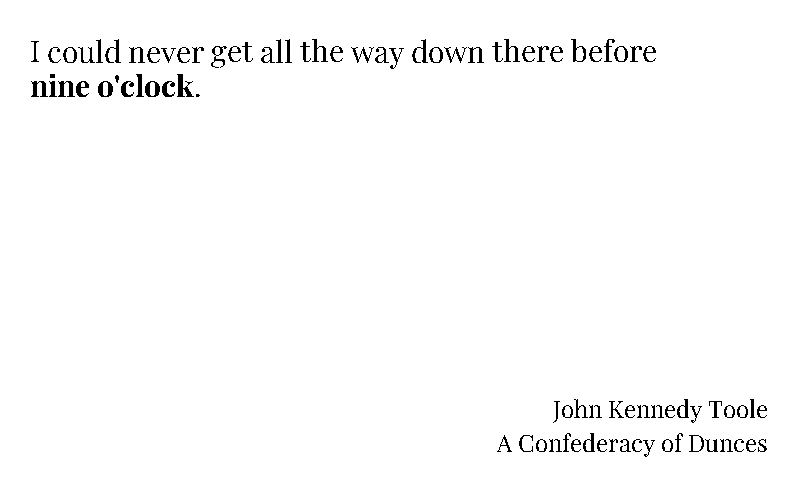 I could never get all the way down there before
nine o'clock.
John Kennedy Toole
A Confederacy of Dunces